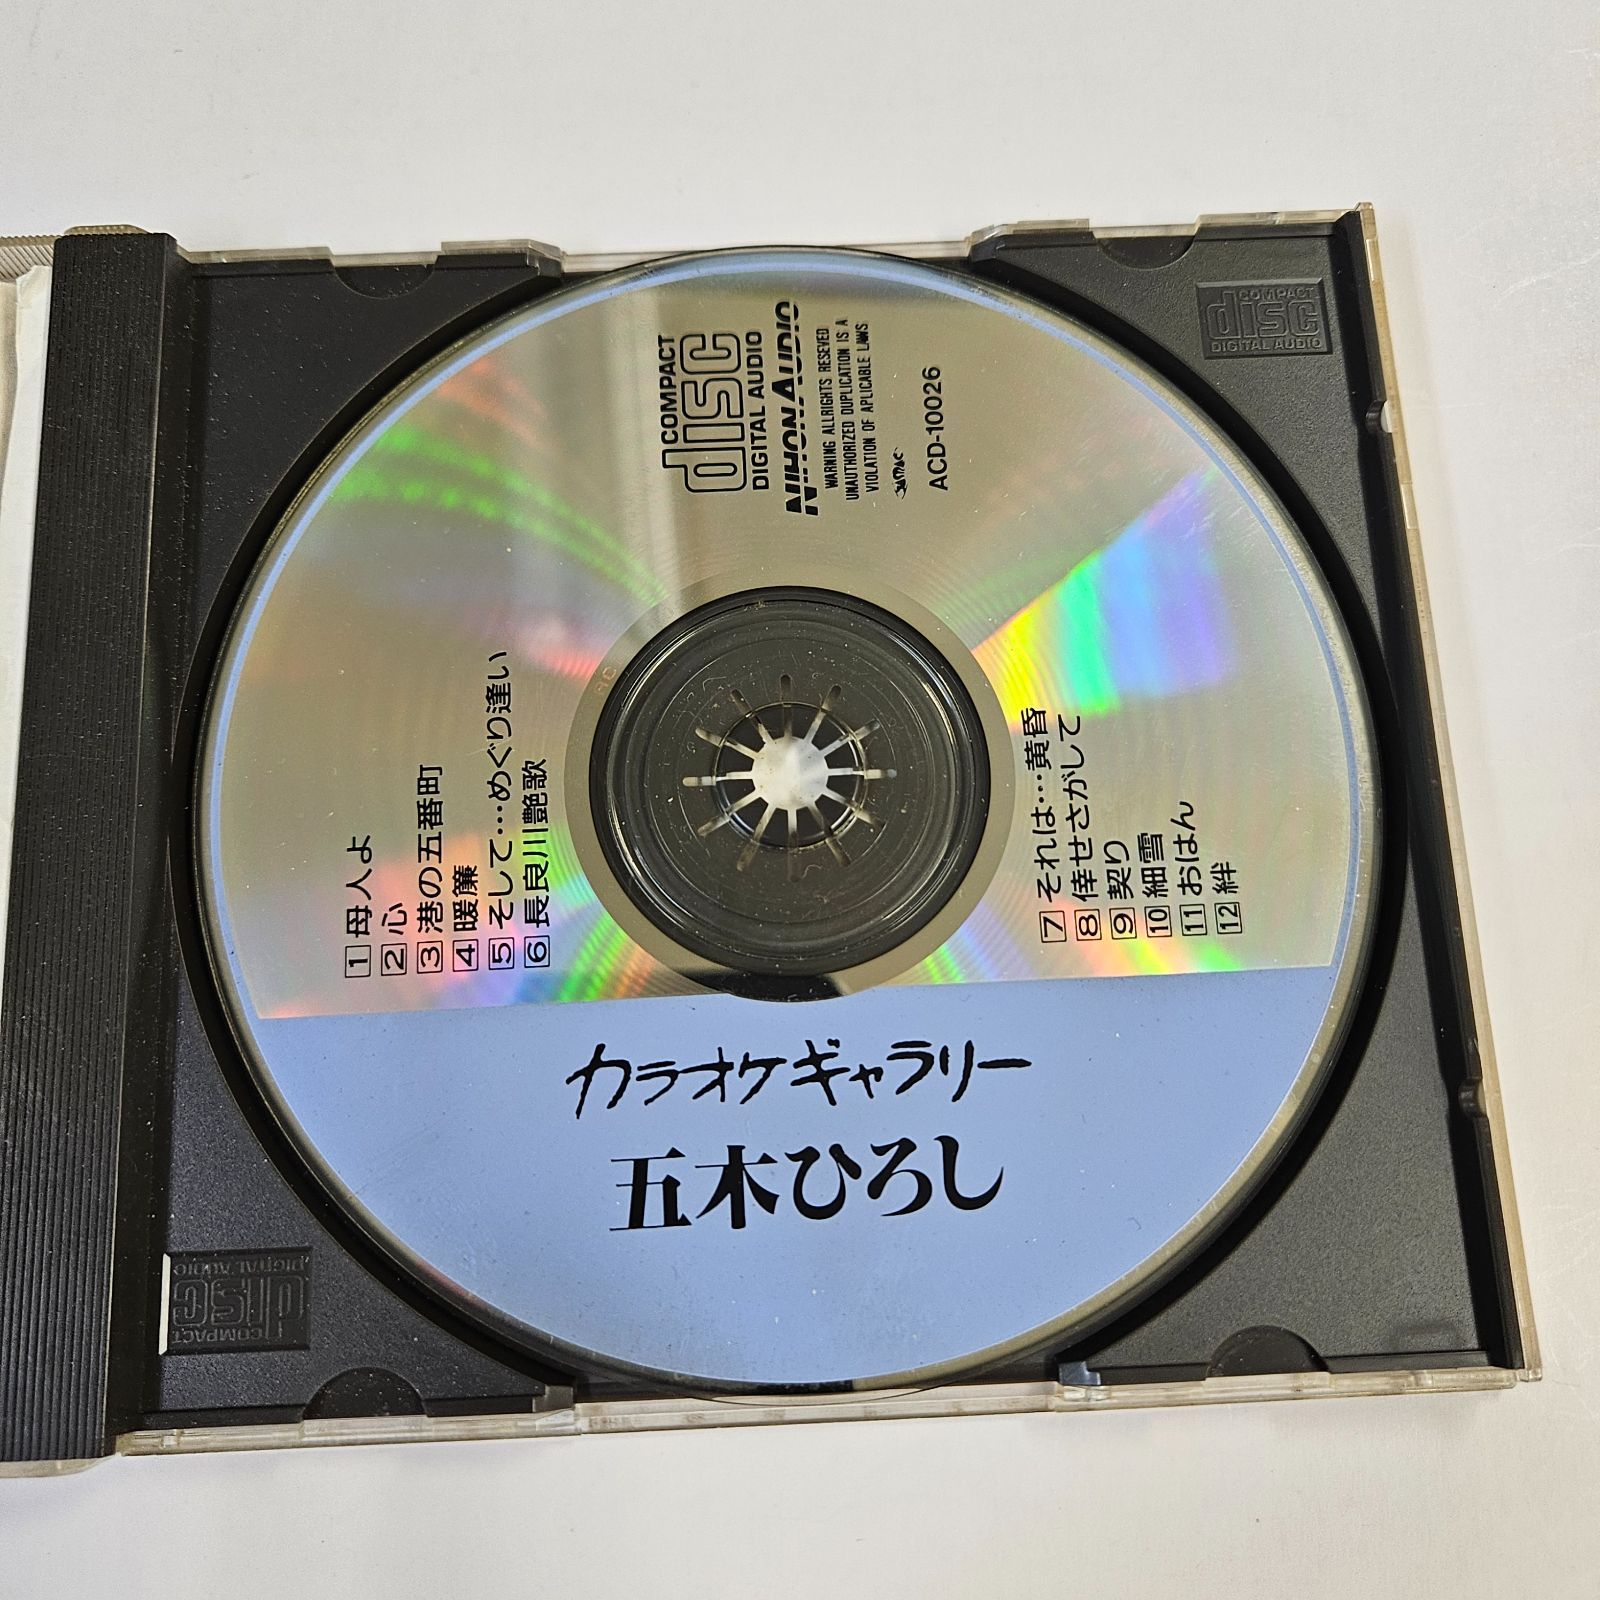 COMPACT
disc
DIGITAL AUDIO
NIHON AUDIO
WARNING ALLRIGHTS RESEVED
UNAUTHORIZED DUPLICATION IS A
VIOLATION OF APLICABLE LAWS
ACD-10026
1 母人よ
2 心
3 港の五番町
4 暖簾
5 そして…めぐり逢い
6 長良川艶歌
7 それは…黄昏
8 倖せさがして
9 契り
10 細雪
11 おはん
12 絆
カラオケギャラリー
五木ひろし
COMPACT
disc
DIGITAL AUDIO
COMPACT
disc
DIGITAL AUDIO